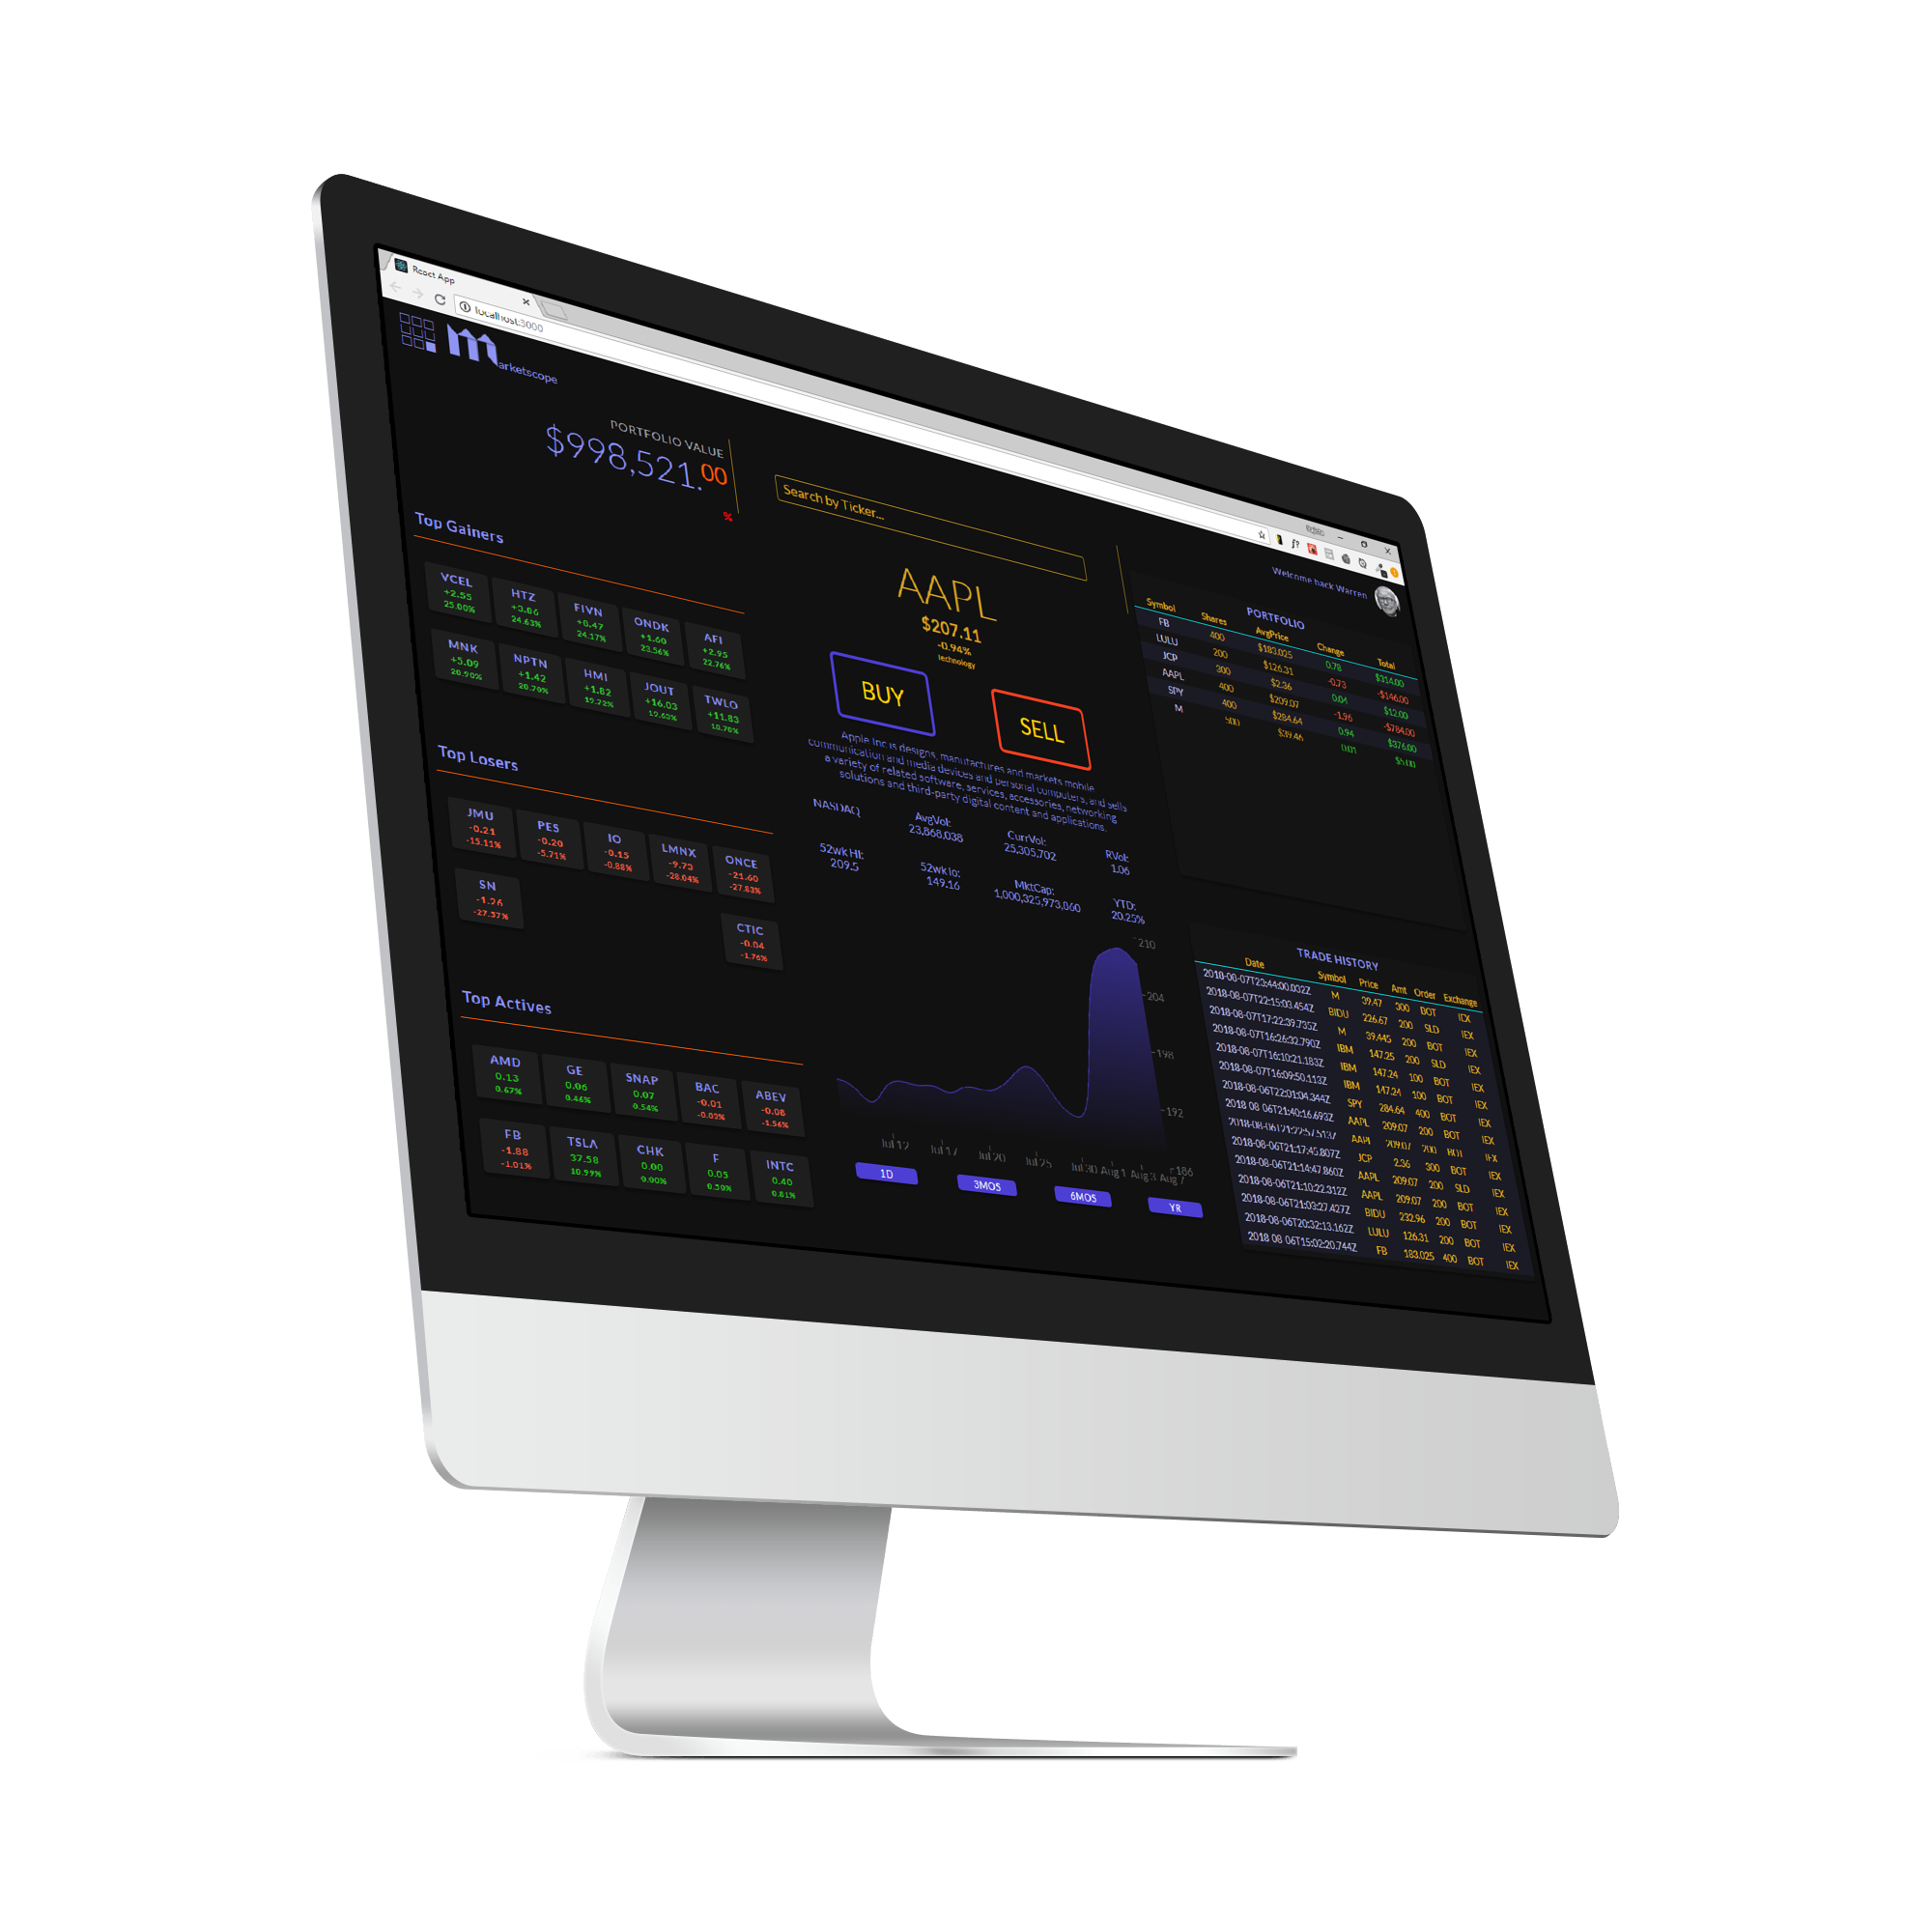 React App
localhost:3000
Marketscope
Welcome back Warren
PORTFOLIO VALUE
$998,521.00
%
Search by Ticker...
Top Gainers
VCEL HTZ FIVN ONDK AFI
+2.55 +3.86 +0.47 +1.60 +2.95
25.00% 24.63% 24.17% 23.56% 22.76%
MNK NPTN HMI JOUT TWLO
+5.09 +1.42 +1.82 +16.03 +11.83
20.90% 20.70% 19.72% 19.63% 18.70%
Top Losers
JMU PES IO LMNX ONCE
-0.21 -0.20 -0.15 -9.73 -21.60
-15.11% -5.71% -0.88% -28.04% -27.83%
SN CTIC
-1.26 -0.04
-27.37% -1.76%
Top Actives
AMD GE SNAP BAC ABEV
0.13 0.06 0.07 -0.01 -0.08
0.67% 0.46% 0.54% -0.03% -1.56%
FB TSLA CHK F INTC
-1.88 37.58 0.00 0.05 0.40
-1.01% 10.99% 0.00% 0.50% 0.81%
AAPL
$207.11
-0.94%
technology
BUY SELL
Apple Inc is designs, manufactures and markets mobile
communication and media devices and personal computers, and sells
a variety of related software, services, accessories, networking
solutions and third-party digital content and applications.
NASDAQ AvgVol: CurrVol: RVol:
23,868,038 25,305,702 1.06
52wk HI: 52wk lo: MktCap: YTD:
209.5 149.16 1,000,325,973,860 20.25%
210
204
198
192
186
Jul 12 Jul 17 Jul 20 Jul 25 Jul 30 Aug 1 Aug 3 Aug 7
1D 3MOS 6MOS YR
PORTFOLIO
Symbol Shares AvgPrice Change Total
FB 400 $183.025 0.78 $314.00
LULU 200 $126.31 -0.73 -$146.00
JCP 300 $2.36 0.04 $12.00
AAPL 400 $209.07 -1.96 -$784.00
SPY 400 $284.64 0.94 $376.00
M 500 $39.46 0.01 $5.00
TRADE HISTORY
Date Symbol Price Amt Order Exchange
2018-08-07T23:44:00.032Z M 39.47 300 BOT IEX
2018-08-07T22:15:03.454Z BIDU 226.67 200 SLD IEX
2018-08-07T17:22:39.735Z M 39.445 200 BOT IEX
2018-08-07T16:26:32.790Z IBM 147.25 200 SLD IEX
2018-08-07T16:10:21.183Z IBM 147.24 100 BOT IEX
2018-08-07T16:09:50.113Z IBM 147.24 100 BOT IEX
2018-08-06T22:01:04.344Z SPY 284.64 400 BOT IEX
2018-08-06T21:40:16.693Z AAPL 209.07 200 BOT IEX
2018-08-06T21:22:57.513Z AAPL 209.07 200 BOT IEX
2018-08-06T21:17:45.807Z JCP 2.36 300 BOT IEX
2018-08-06T21:14:47.860Z AAPL 209.07 200 SLD IEX
2018-08-06T21:10:22.312Z AAPL 209.07 200 BOT IEX
2018-08-06T21:03:27.427Z BIDU 232.96 200 BOT IEX
2018-08-06T20:32:13.162Z LULU 126.31 200 BOT IEX
2018-08-06T15:02:20.744Z FB 183.025 400 BOT IEX